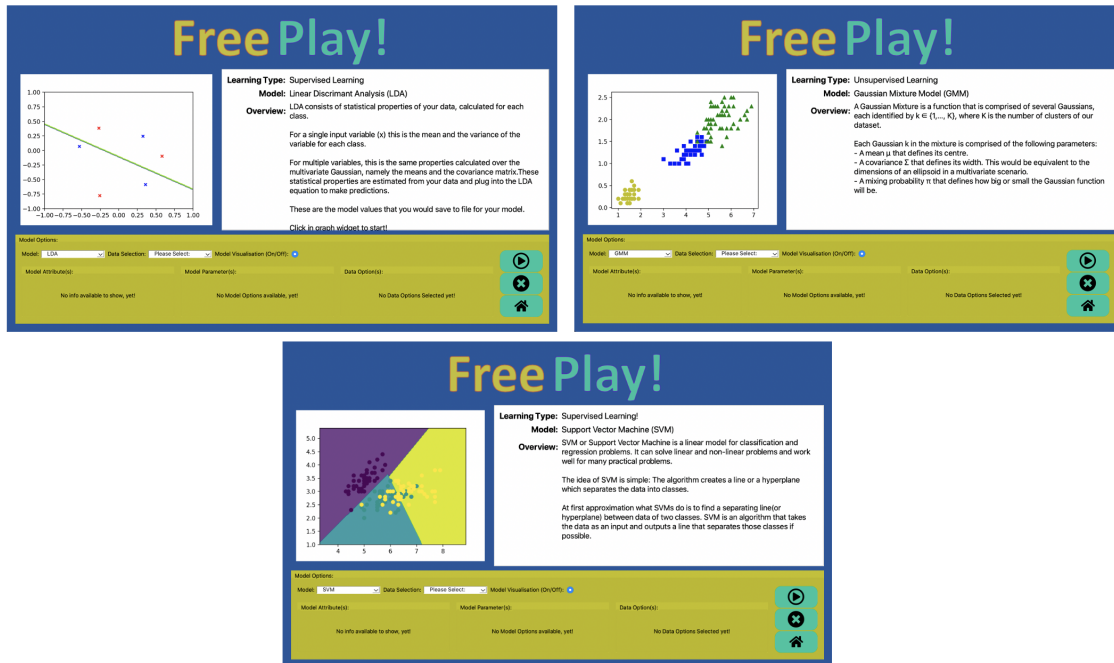 Free Play!
1.00
0.75
0.50
0.25
0.00
−0.25
−0.50
−0.75
−1.00
−1.00 −0.75 −0.50 −0.25 0.00 0.25 0.50 0.75 1.00
Learning Type: Supervised Learning
Model: Linear Discrimant Analysis (LDA)
Overview: LDA consists of statistical properties of your data, calculated for each
class.
For a single input variable (x) this is the mean and the variance of the
variable for each class.
For multiple variables, this is the same properties calculated over the
multivariate Gaussian, namely the means and the covariance matrix.These
statistical properties are estimated from your data and plug into the LDA
equation to make predictions.
These are the model values that you would save to file for your model.
Click in graph widget to start!
Model Options:
Model: LDA Data Selection: Please Select: Model Visualisation (On/Off):
Model Attribute(s): Model Parameter(s): Data Option(s):
No info available to show, yet! No Model Options available, yet! No Data Options Selected yet!
Free Play!
2.5
2.0
1.5
1.0
0.5
0.0
1 2 3 4 5 6 7
Learning Type: Unsupervised Learning
Model: Gaussian Mixture Model (GMM)
Overview: A Gaussian Mixture is a function that is comprised of several Gaussians,
each identified by k ∈ {1,..., K}, where K is the number of clusters of our
dataset.
Each Gaussian k in the mixture is comprised of the following parameters:
- A mean μ that defines its centre.
- A covariance Σ that defines its width. This would be equivalent to the
dimensions of an ellipsoid in a multivariate scenario.
- A mixing probability π that defines how big or small the Gaussian function
will be.
Model Options:
Model: GMM Data Selection: Please Select: Model Visualisation (On/Off):
Model Attribute(s): Model Parameter(s): Data Option(s):
No info available to show, yet! No Model Options available, yet! No Data Options Selected yet!
Free Play!
5.0
4.5
4.0
3.5
3.0
2.5
2.0
1.5
1.0
4 5 6 7 8
Learning Type: Supervised Learning!
Model: Support Vector Machine (SVM)
Overview: SVM or Support Vector Machine is a linear model for classification and
regression problems. It can solve linear and non-linear problems and work
well for many practical problems.
The idea of SVM is simple: The algorithm creates a line or a hyperplane
which separates the data into classes.
At first approximation what SVMs do is to find a separating line(or
hyperplane) between data of two classes. SVM is an algorithm that takes
the data as an input and outputs a line that separates those classes if
possible.
Model Options:
Model: SVM Data Selection: Please Select: Model Visualisation (On/Off):
Model Attribute(s): Model Parameter(s): Data Option(s):
No info available to show, yet! No Model Options available, yet! No Data Options Selected yet!